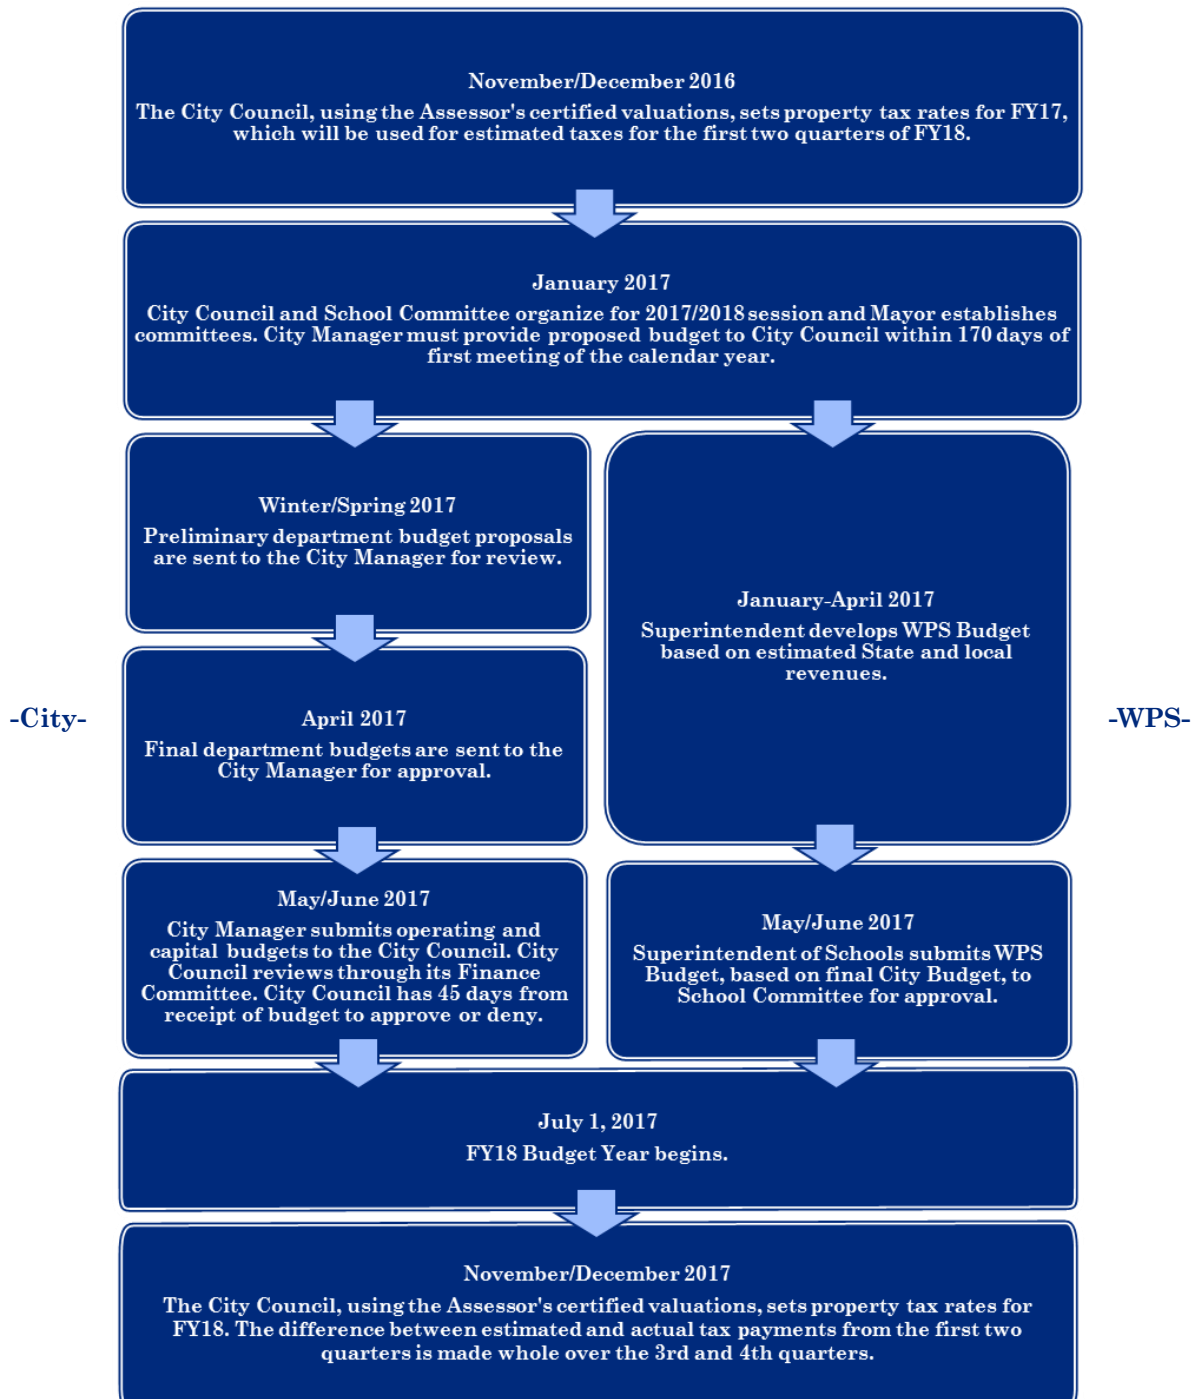 November/December 2016
The City Council, using the Assessor's certified valuations, sets property tax rates for FY17,
which will be used for estimated taxes for the first two quarters of FY18.
January 2017
City Council and School Committee organize for 2017/2018 session and Mayor establishes
committees. City Manager must provide proposed budget to City Council within 170 days of
first meeting of the calendar year.
-City-
Winter/Spring 2017
Preliminary department budget proposals
are sent to the City Manager for review.
April 2017
Final department budgets are sent to the
City Manager for approval.
May/June 2017
City Manager submits operating and
capital budgets to the City Council. City
Council reviews through its Finance
Committee. City Council has 45 days from
receipt of budget to approve or deny.
-WPS-
January-April 2017
Superintendent develops WPS Budget
based on estimated State and local
revenues.
May/June 2017
Superintendent of Schools submits WPS
Budget, based on final City Budget, to
School Committee for approval.
July 1, 2017
FY18 Budget Year begins.
November/December 2017
The City Council, using the Assessor's certified valuations, sets property tax rates for
FY18. The difference between estimated and actual tax payments from the first two
quarters is made whole over the 3rd and 4th quarters.